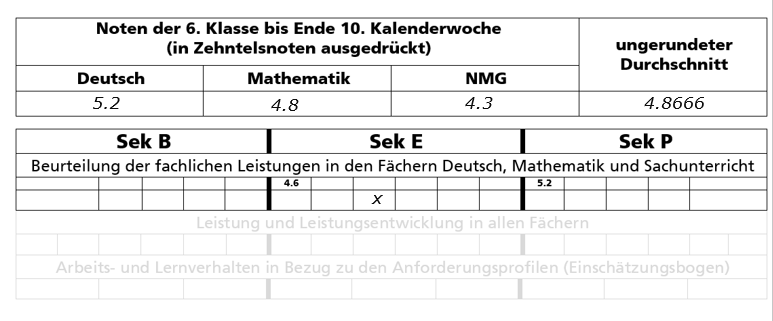 Noten der 6. Klasse bis Ende 10. Kalenderwoche
(in Zehntelsnoten ausgedrückt)
ungerundeter
Durchschnitt
Deutsch Mathematik NMG
5.2 4.8 4.3 4.8666
Sek B Sek E Sek P
Beurteilung der fachlichen Leistungen in den Fächern Deutsch, Mathematik und Sachunterricht
4.6 5.2
x
Leistung und Leistungsentwicklung in allen Fächern
Arbeits- und Lernverhalten in Bezug zu den Anforderungsprofilen (Einschätzungsbogen)